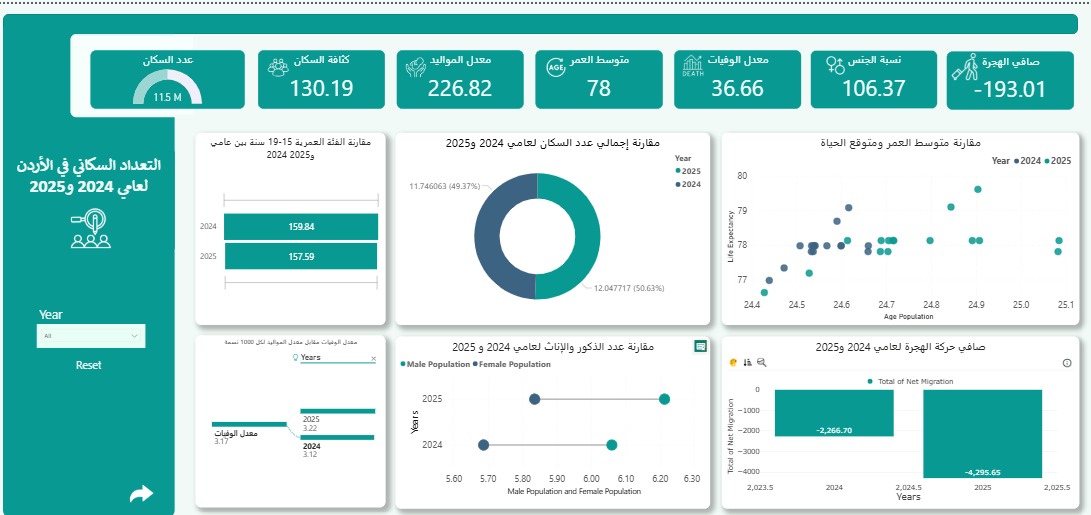 عدد السكان
11.5 M
كثافة السكان
130.19
معدل المواليد
226.82
متوسط العمر
AGE
78
معدل الوفيات
DEATH
36.66
نسبة الجنس
106.37
صافي الهجرة
-193.01
التعداد السكاني في الأردن
لعامي 2024 و2025
Year
All
Reset
مقارنة الفئة العمرية 15-19 سنة بين عامي
2024 و2025
2024
159.84
2025
157.59
مقارنة إجمالي عدد السكان لعامي 2024 و2025
Year
2025
2024
11.746063 (49.37%)
12.047717 (50.63%)
مقارنة متوسط العمر ومتوقع الحياة
Year 2024 2025
Life Expectancy
80
79
78
77
24.4 24.5 24.6 24.7 24.8 24.9 25.0 25.1
Age Population
معدل الوفيات مقابل معدل المواليد لكل 1000 نسمة
Years
معدل الوفيات
3.17
2025
3.22
2024
3.12
مقارنة عدد الذكور والإناث لعامي 2024 و 2025
Male Population Female Population
Years
2025
2024
5.60 5.70 5.80 5.90 6.00 6.10 6.20 6.30
Male Population and Female Population
صافي حركة الهجرة لعامي 2024 و2025
Total of Net Migration
Total of Net Migration
0
−1000
−2000
−3000
−4000
-2,266.70
-4,295.65
2,023.5 2024 2,024.5 2025 2,025.5
Years